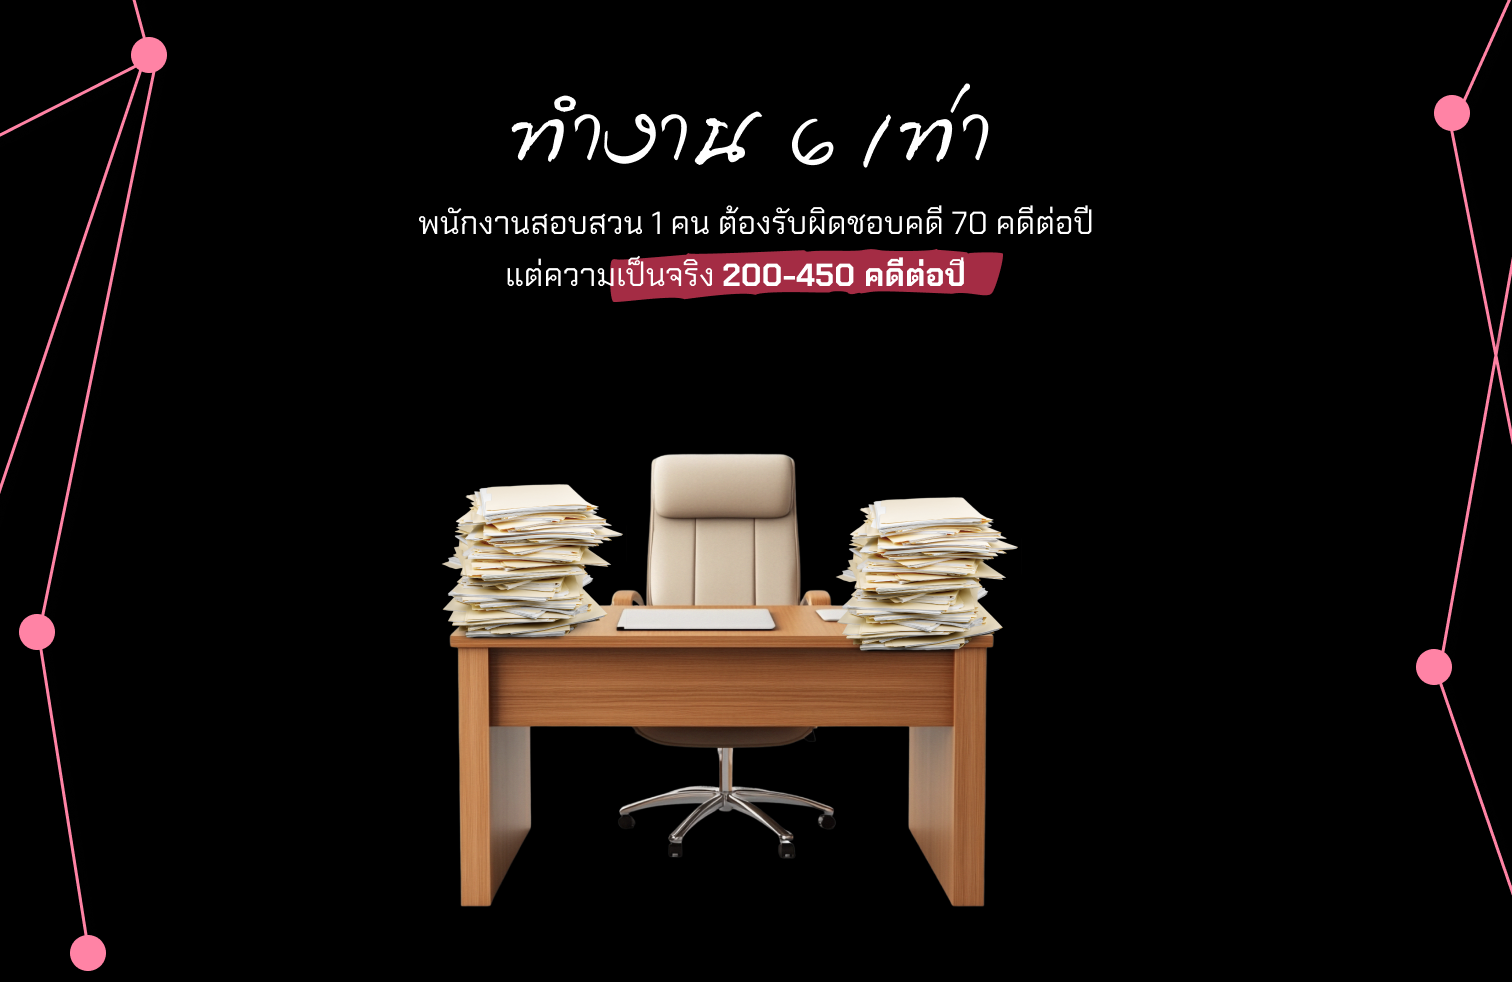 ทำงาน 6 เท่า
พนักงานสอบสวน 1 คน ต้องรับผิดชอบคดี 70 คดีต่อปี
แต่ความเป็นจริง 200-450 คดีต่อปี